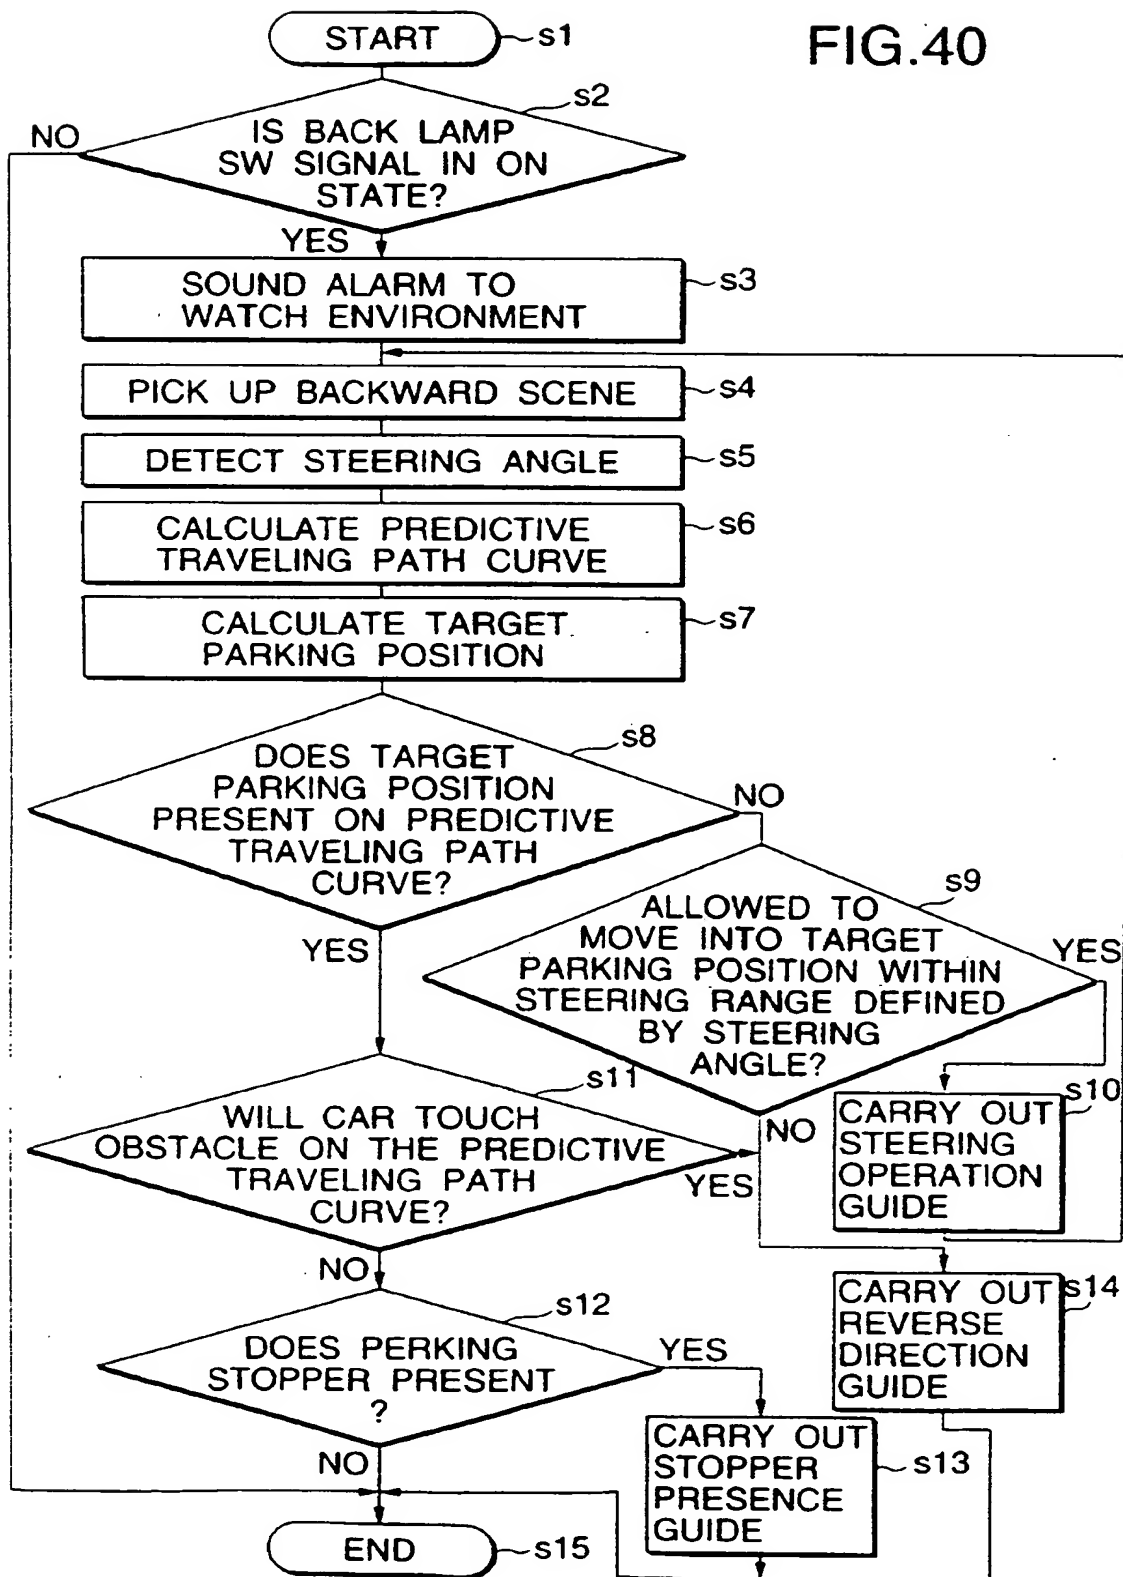 FIG.40
START
s1
s2
NO
IS BACK LAMP
SW SIGNAL IN ON
STATE?
YES
SOUND ALARM TO
WATCH ENVIRONMENT
s3
PICK UP BACKWARD SCENE
s4
DETECT STEERING ANGLE
s5
CALCULATE PREDICTIVE
TRAVELING PATH CURVE
s6
CALCULATE TARGET
PARKING POSITION
s7
s8
DOES TARGET
PARKING POSITION
PRESENT ON PREDICTIVE
TRAVELING PATH
CURVE?
NO
YES
s9
ALLOWED TO
MOVE INTO TARGET
PARKING POSITION WITHIN
STEERING RANGE DEFINED
BY STEERING
ANGLE?
YES
NO
s10
CARRY OUT
STEERING
OPERATION
GUIDE
s11
WILL CAR TOUCH
OBSTACLE ON THE PREDICTIVE
TRAVELING PATH
CURVE?
YES
NO
s14
CARRY OUT
REVERSE
DIRECTION
GUIDE
s12
DOES PERKING
STOPPER PRESENT
?
YES
NO
CARRY OUT
STOPPER
PRESENCE
GUIDE
s13
END
s15